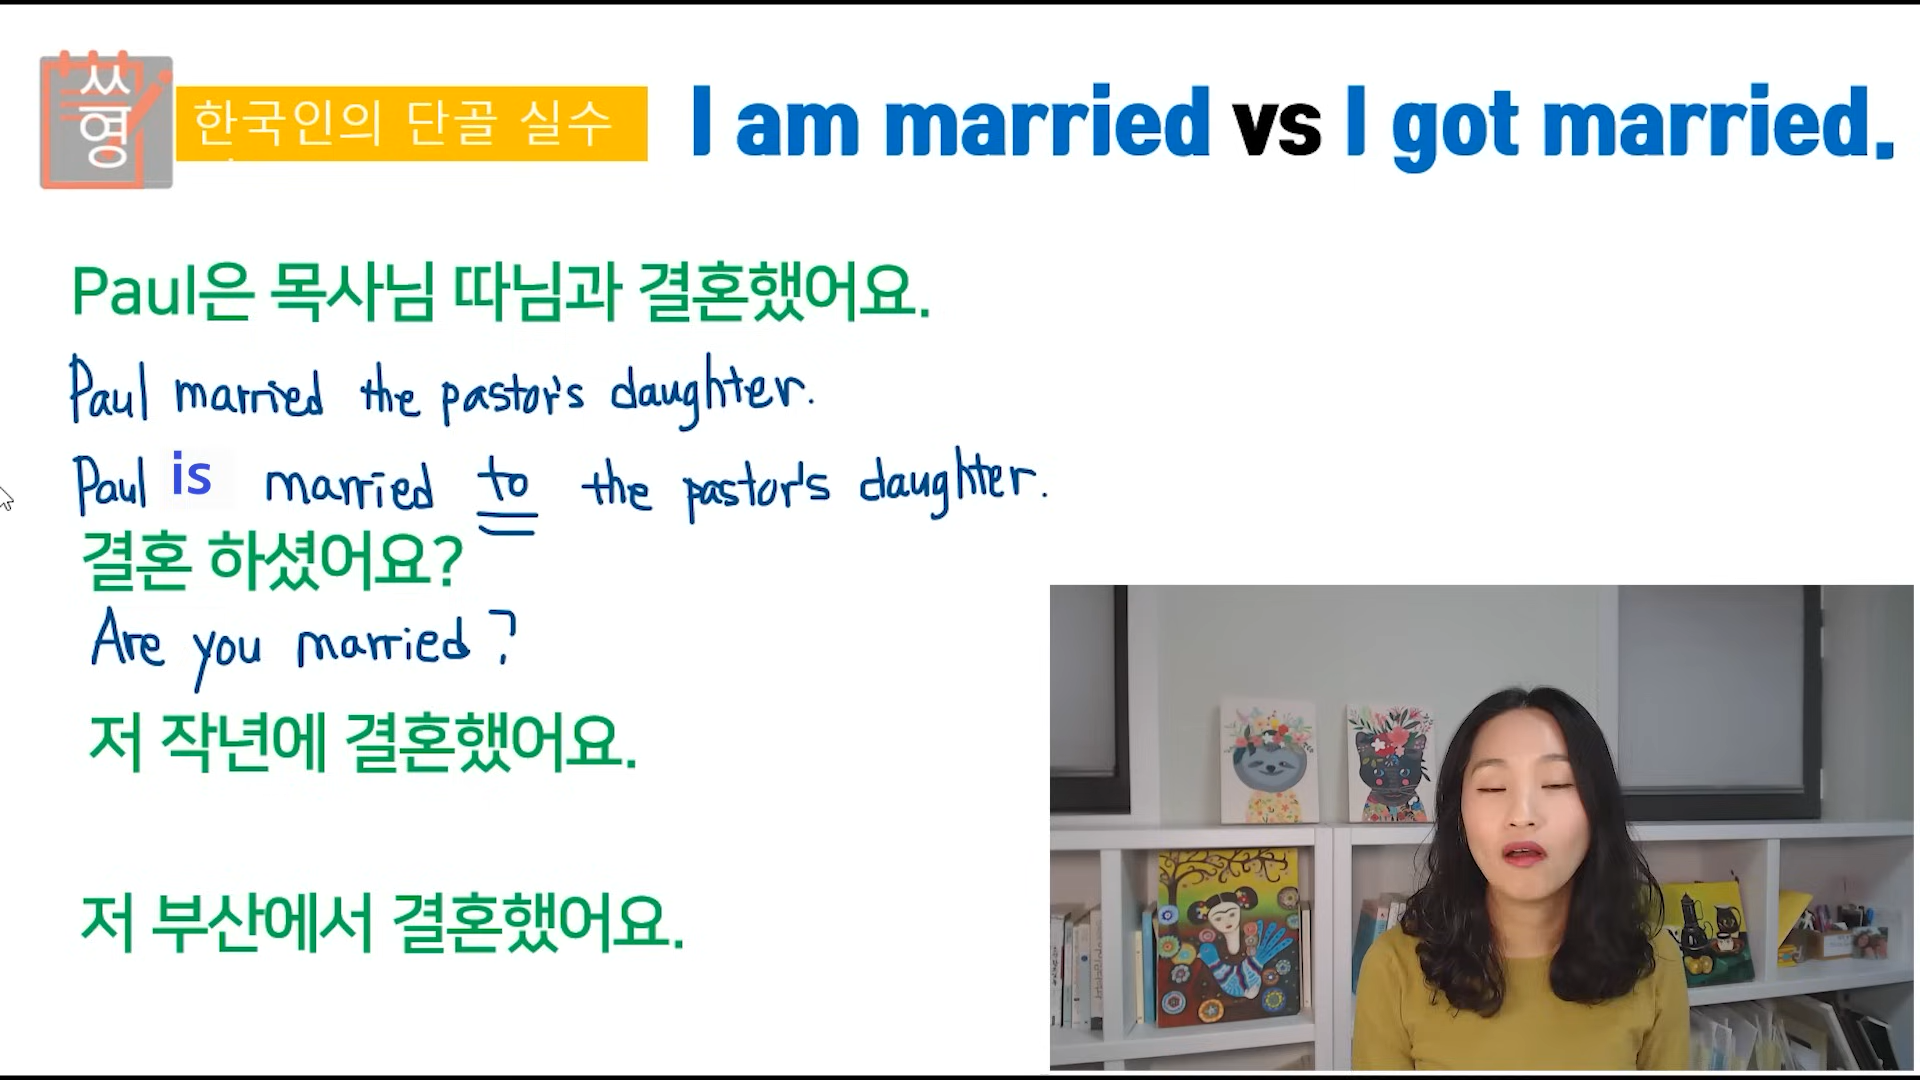 쓰영
한국인의 단골 실수
I am married vs I got married.
Paul은 목사님 따님과 결혼했어요.
Paul married the pastor's daughter.
Paul is married to the pastor's daughter.
결혼 하셨어요?
Are you married?
저 작년에 결혼했어요.
저 부산에서 결혼했어요.